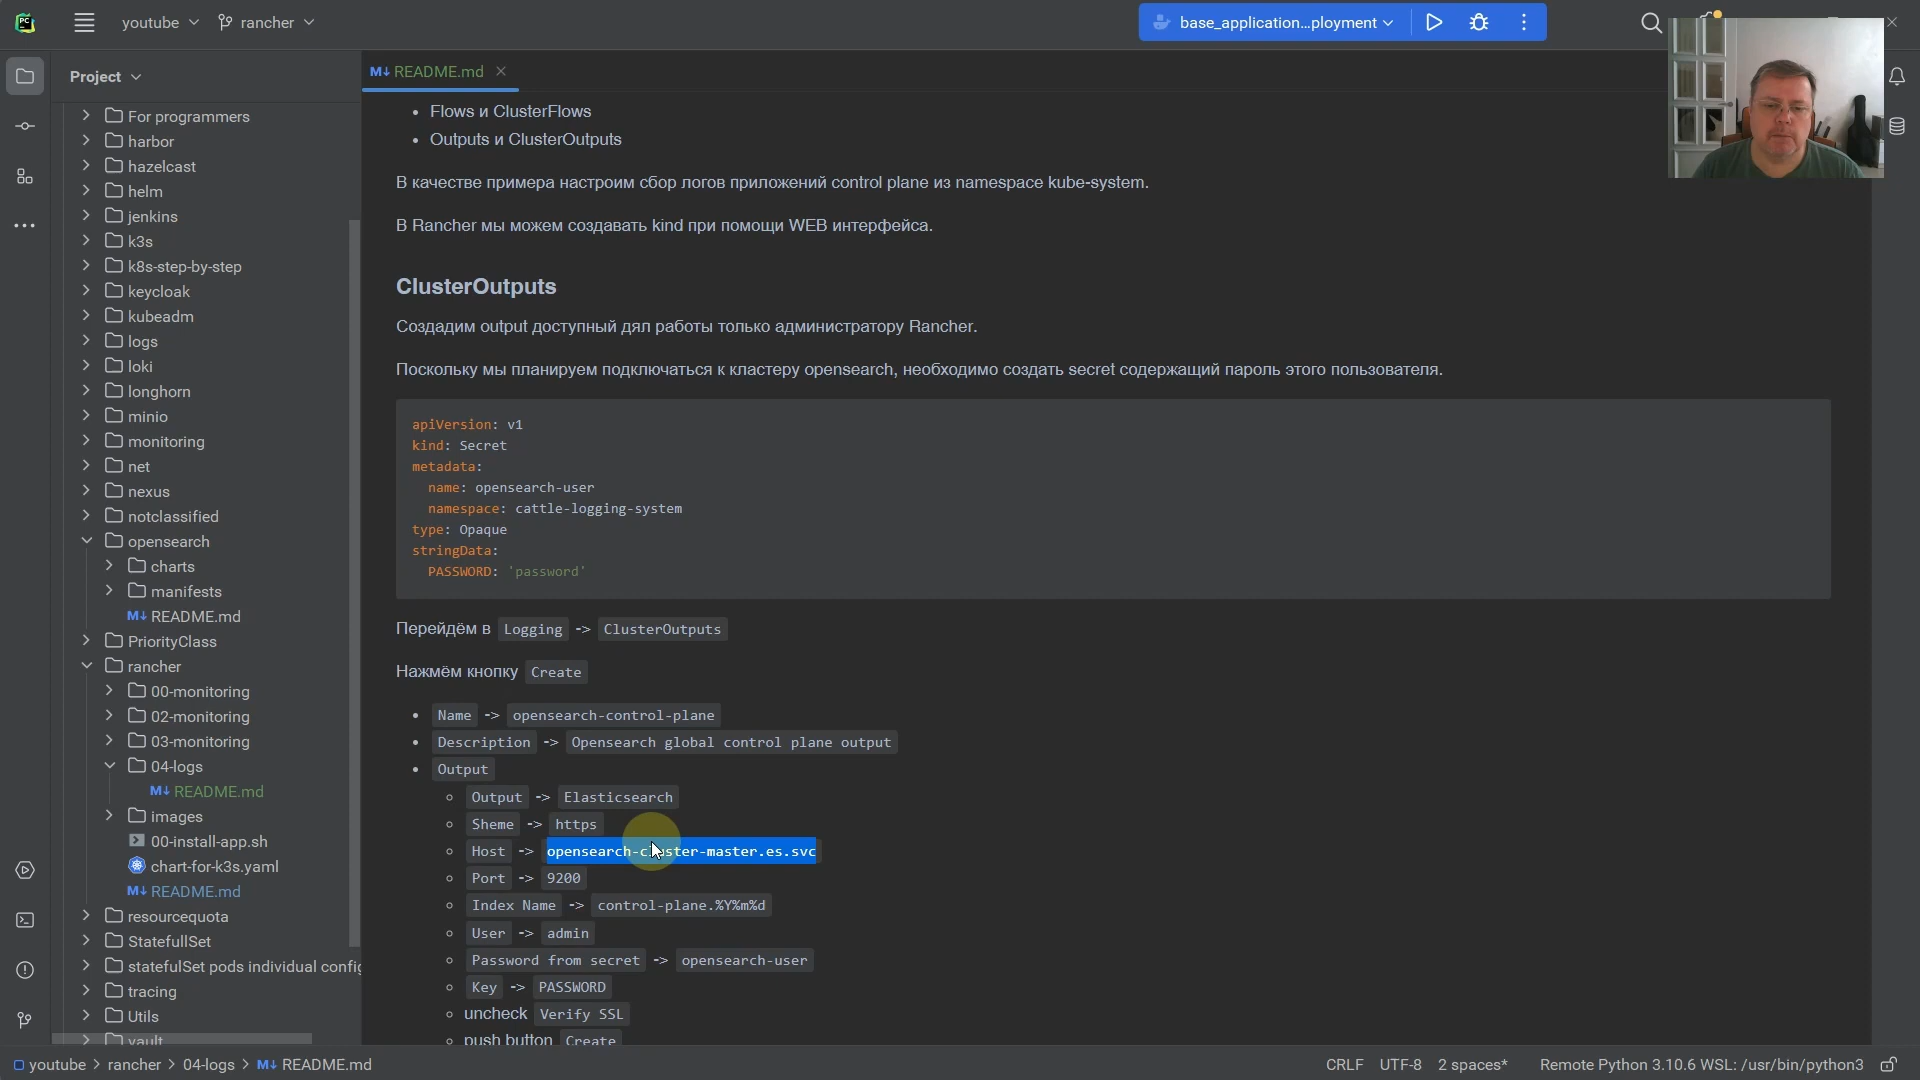 youtube
rancher
base_application...ployment
Project
README.md
For programmers
harbor
hazelcast
helm
jenkins
k3s
k8s-step-by-step
keycloak
kubeadm
logs
loki
longhorn
minio
monitoring
net
nexus
notclassified
opensearch
charts
manifests
README.md
PriorityClass
rancher
00-monitoring
02-monitoring
03-monitoring
04-logs
README.md
images
00-install-app.sh
chart-for-k3s.yaml
README.md
resourcequota
StatefullSet
statefulSet pods individual config
tracing
Utils
vault
Flows и ClusterFlows
Outputs и ClusterOutputs
В качестве примера настроим сбор логов приложений control plane из namespace kube-system.
В Rancher мы можем создавать kind при помощи WEB интерфейса.
ClusterOutputs
Создадим output доступный дял работы только администратору Rancher.
Поскольку мы планируем подключаться к кластеру opensearch, необходимо создать secret содержащий пароль этого пользователя.
apiVersion: v1
kind: Secret
metadata:
name: opensearch-user
namespace: cattle-logging-system
type: Opaque
stringData:
PASSWORD: 'password'
Перейдём в Logging -> ClusterOutputs
Нажмём кнопку Create
Name -> opensearch-control-plane
Description -> Opensearch global control plane output
Output
Output -> Elasticsearch
Sheme -> https
Host -> opensearch-cluster-master.es.svc
Port -> 9200
Index Name -> control-plane.%Y%m%d
User -> admin
Password from secret -> opensearch-user
Key -> PASSWORD
uncheck Verify SSL
push button Create
youtube > rancher > 04-logs > README.md
CRLF UTF-8 2 spaces* Remote Python 3.10.6 WSL: /usr/bin/python3